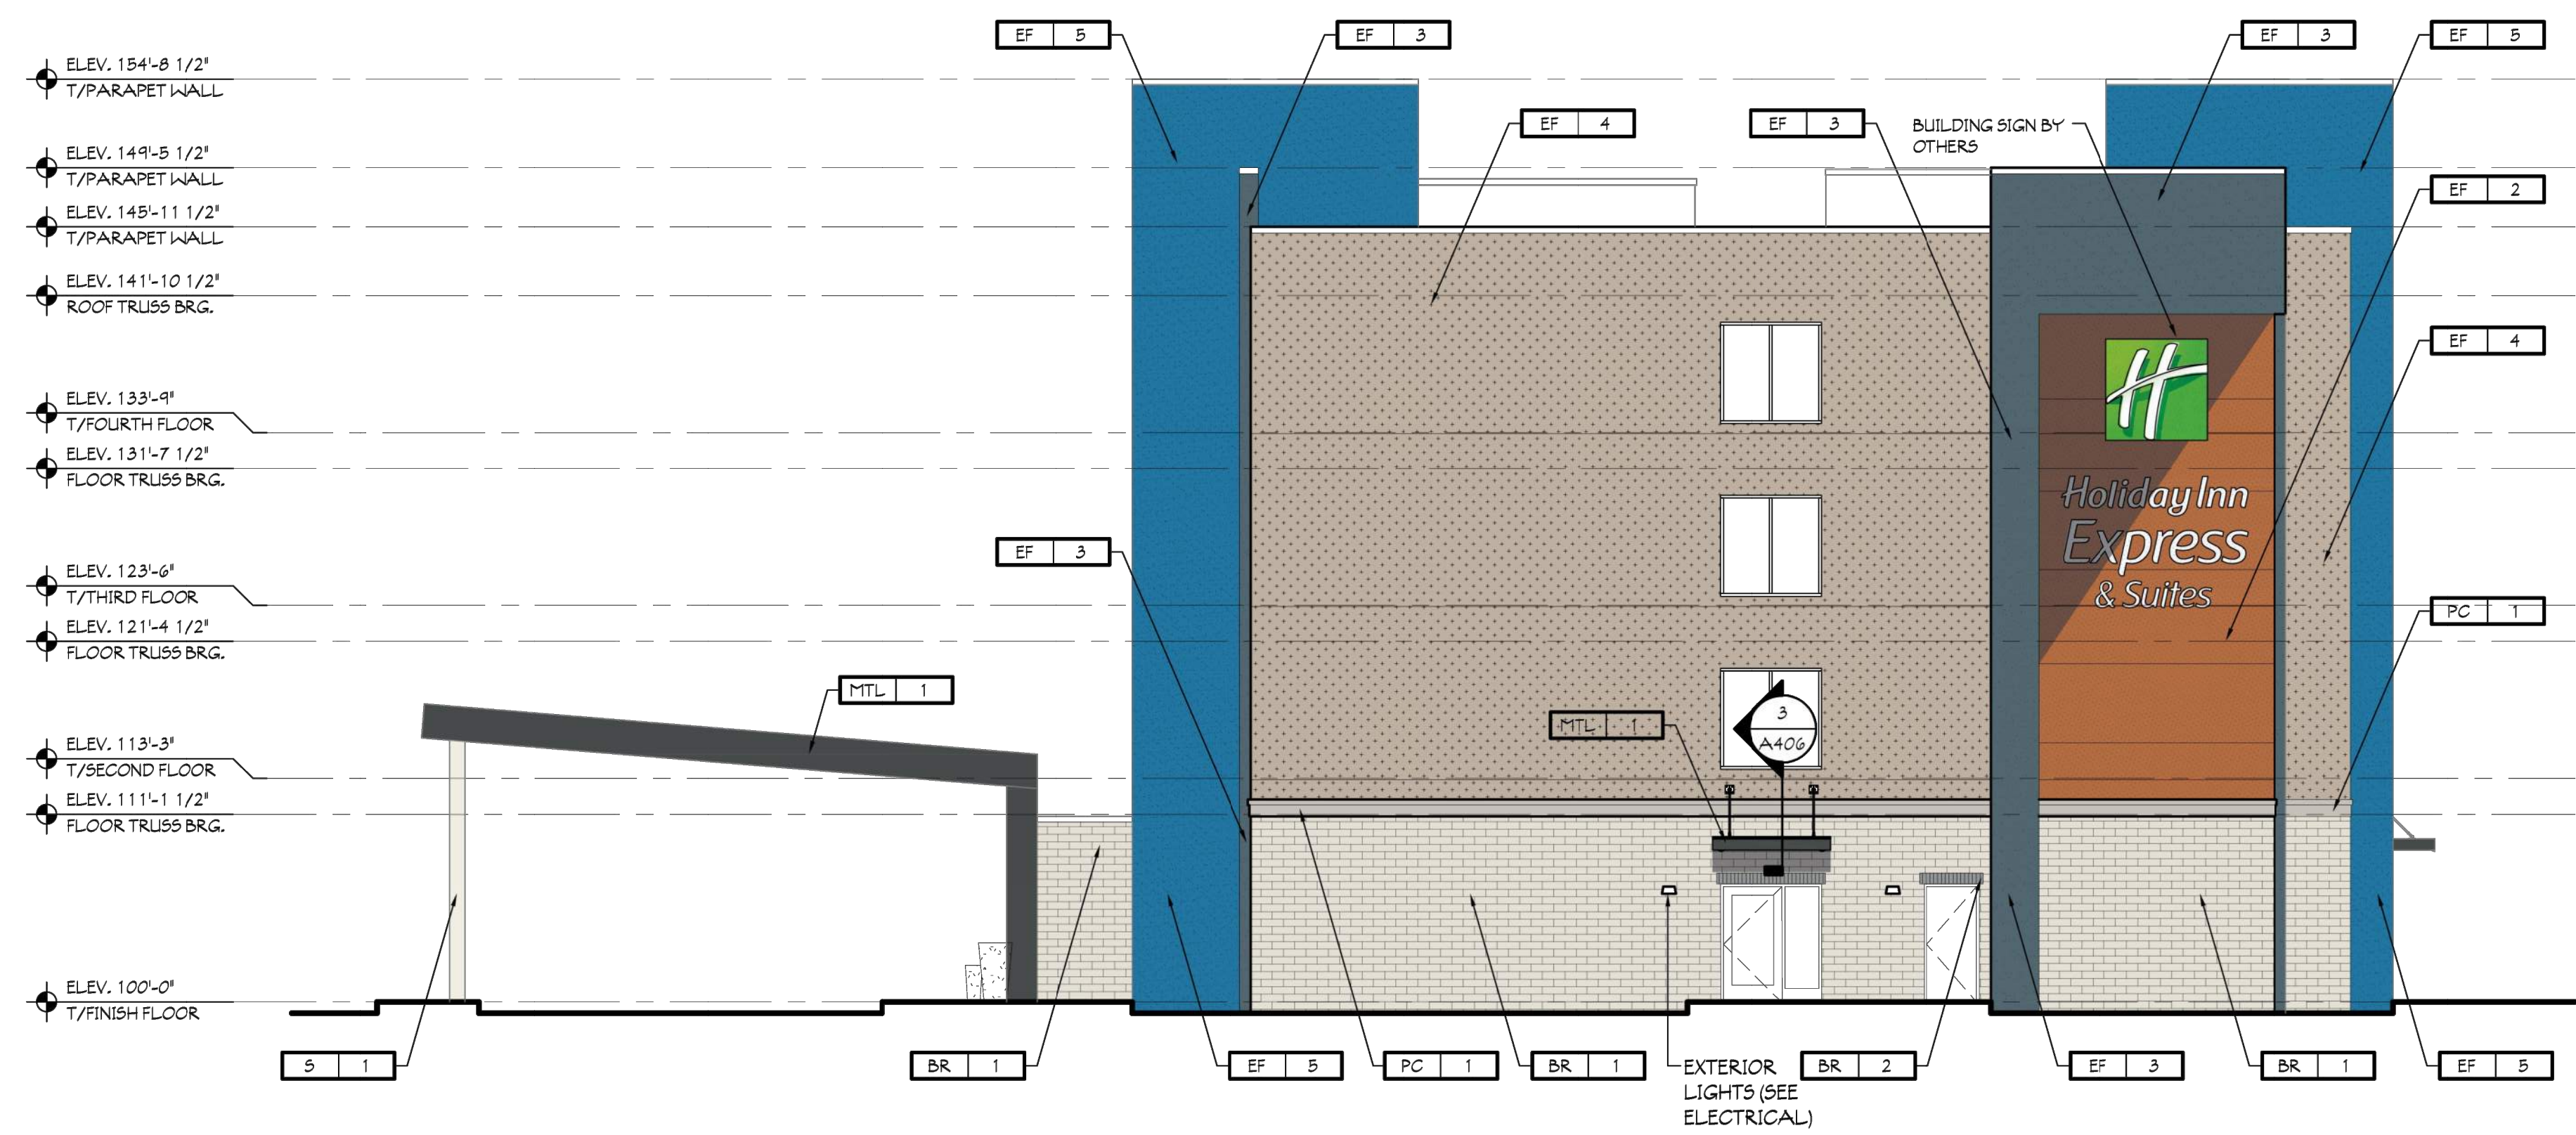 EF 5
EF 3
EF 3
EF 5
ELEV. 154'-8 1/2"
T/PARAPET WALL
EF 4
EF 3
BUILDING SIGN BY
OTHERS
ELEV. 149'-5 1/2"
T/PARAPET WALL
EF 2
ELEV. 145'-11 1/2"
T/PARAPET WALL
ELEV. 141'-10 1/2"
ROOF TRUSS BRG.
EF 4
H
ELEV. 133'-9"
T/FOURTH FLOOR
ELEV. 131'-7 1/2"
FLOOR TRUSS BRG.
Holiday Inn
Express
& Suites
EF 3
ELEV. 123'-6"
T/THIRD FLOOR
PC 1
ELEV. 121'-4 1/2"
FLOOR TRUSS BRG.
MTL 1
MTL 1
3
A406
ELEV. 113'-3"
T/SECOND FLOOR
ELEV. 111'-1 1/2"
FLOOR TRUSS BRG.
ELEV. 100'-0"
T/FINISH FLOOR
S 1
BR 1
EF 5
PC 1
BR 1
EXTERIOR
LIGHTS (SEE
ELECTRICAL)
BR 2
EF 3
BR 1
EF 5